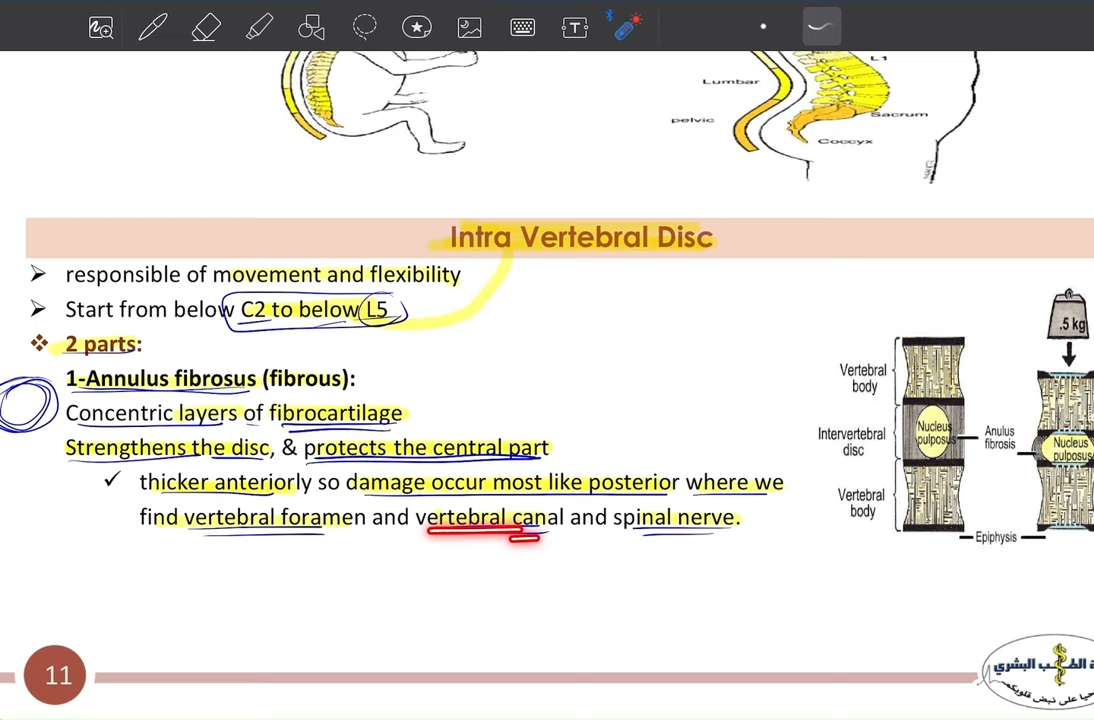 L1
Lumbar
Sacrum
pelvic
Coccyx
Intra Vertebral Disc
➢ responsible of movement and flexibility
➢ Start from below C2 to below L5
❖ 2 parts:
1-Annulus fibrosus (fibrous):
Concentric layers of fibrocartilage
Strengthens the disc, & protects the central part
✓ thicker anteriorly so damage occur most like posterior where we
find vertebral foramen and vertebral canal and spinal nerve.
.5 kg
Vertebral
body
Intervertebral
disc
Vertebral
body
Nucleus
pulposus
Anulus
fibrosis
Nucleus
pulposus
Epiphysis
11
الطب البشري